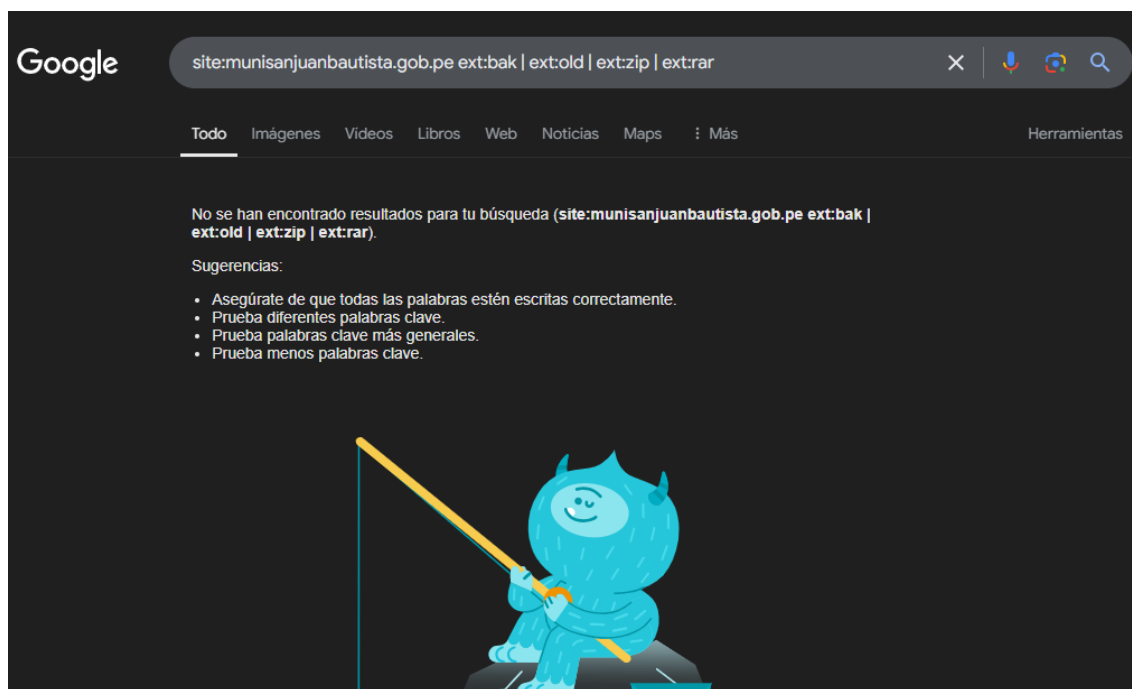 Google
site:munisanjuanbautista.gob.pe ext:bak | ext:old | ext:zip | ext:rar
Todo Imágenes Vídeos Libros Web Noticias Maps Más Herramientas
No se han encontrado resultados para tu búsqueda (site:munisanjuanbautista.gob.pe ext:bak |
ext:old | ext:zip | ext:rar).
Sugerencias:
• Asegúrate de que todas las palabras estén escritas correctamente.
• Prueba diferentes palabras clave.
• Prueba palabras clave más generales.
• Prueba menos palabras clave.